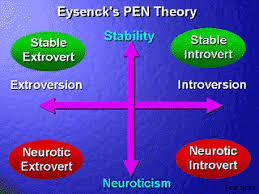 Eysenck's PEN Theory
Stability
Stable
Extrovert
Stable
Introvert
Extroversion
Introversion
Neurotic
Extrovert
Neurotic
Introvert
Neuroticism